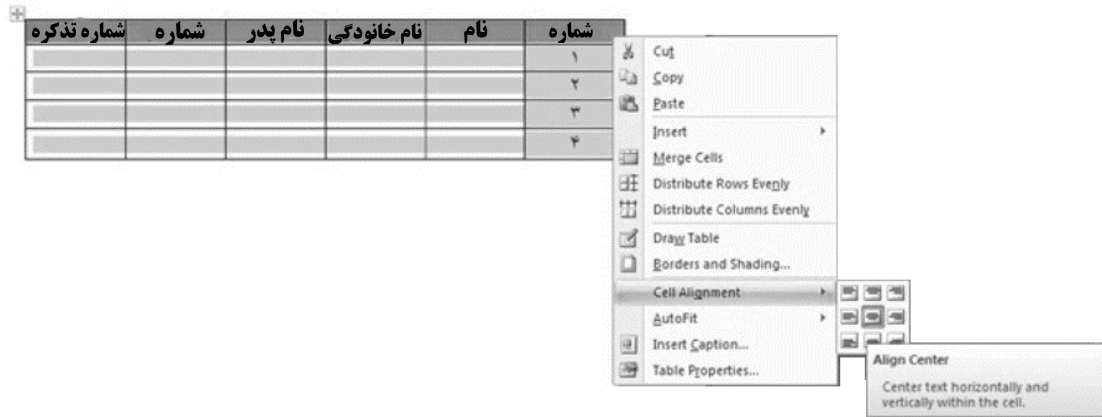 شماره نام نام خانودگی نام پدر شماره شماره تذکره
۱
۲
۳
۴
Cut
Copy
Paste
Insert
Merge Cells
Distribute Rows Evenly
Distribute Columns Evenly
Draw Table
Borders and Shading...
Cell Alignment
AutoFit
Insert Caption...
Table Properties...
Align Center
Center text horizontally and
vertically within the cell.